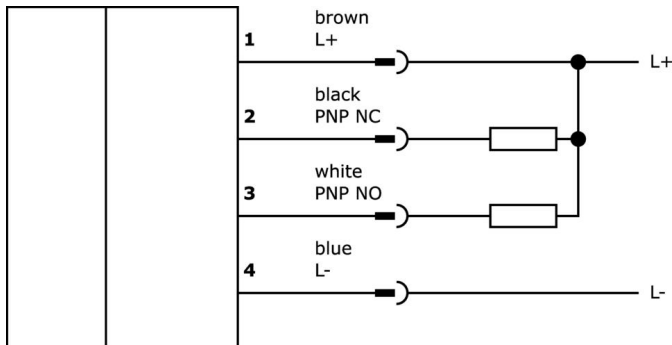 brown
1 L+ L+
black
2 PNP NC
white
3 PNP NO
blue
4 L- L-